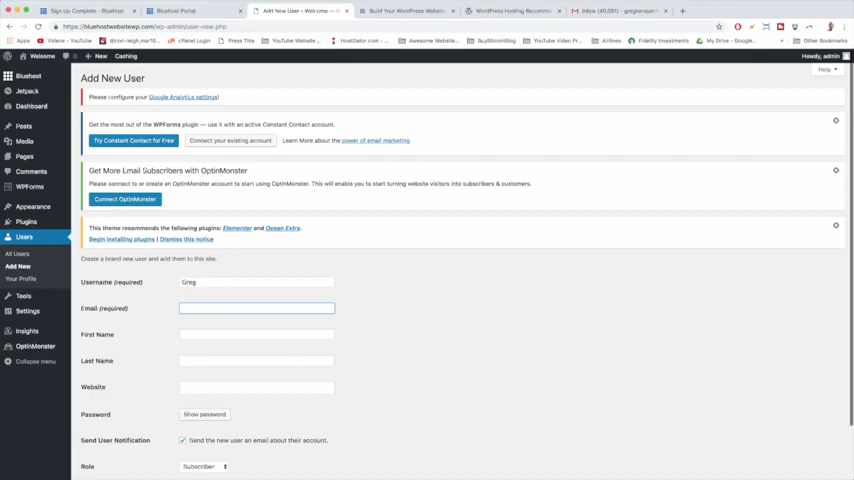 Sign Up Complete - Bluehost
Bluehost Portal
Add New User ‹ Welcome —
Build Your WordPress Websit
WordPress Hosting Recomm
Inbox (40,091) -
https://bluehostwebsitewp.com/wp-admin/user-new.php
Apps
Videos - YouTube
cPanel Login
Press This
YouTube Website
HostGator.com
Awesome Website
BuyBitcoinBlog
YouTube Video Pr
Airlines
Fidelity Investments
My Drive - Google
Other Bookmarks
Welcome
0
New
Caching
Howdy, admin
Bluehost
Jetpack
Dashboard
Posts
Media
Pages
Comments
WPForms
Appearance
Plugins
Users
All Users
Add New
Your Profile
Tools
Settings
Insights
OptinMonster
Collapse menu
Help
Add New User
Please configure your Google Analytics settings!
Get the most out of the WPForms plugin — use it with an active Constant Contact account.
Try Constant Contact for Free
Connect your existing account
Learn More about the power of email marketing
Get More Email Subscribers with OptinMonster
Please connect to or create an OptinMonster account to start using OptinMonster. This will enable you to start turning website visitors into subscribers & customers.
Connect OptinMonster
This theme recommends the following plugins: Elementor and Ocean Extra.
Begin installing plugins | Dismiss this notice
Create a brand new user and add them to this site.
Username (required)
Greg
Email (required)
First Name
Last Name
Website
Password
Show password
Send User Notification
Send the new user an email about their account.
Role
Subscriber